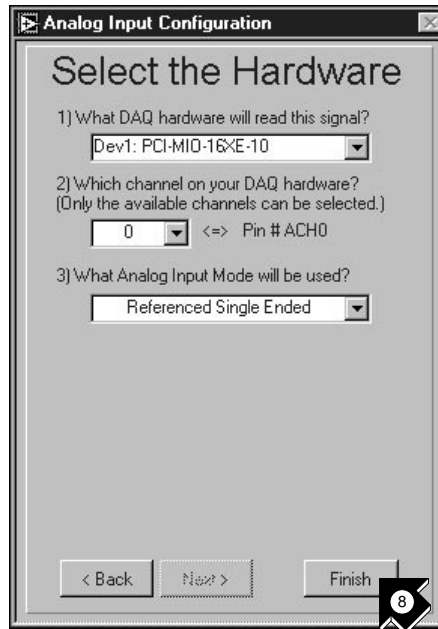 Analog Input Configuration
Select the Hardware
1) What DAQ hardware will read this signal?
Dev1: PCI-MIO-16XE-10
2) Which channel on your DAQ hardware?
(Only the available channels can be selected.)
0 <=> Pin # ACH0
3) What Analog Input Mode will be used?
Referenced Single Ended
< Back Next > Finish
8